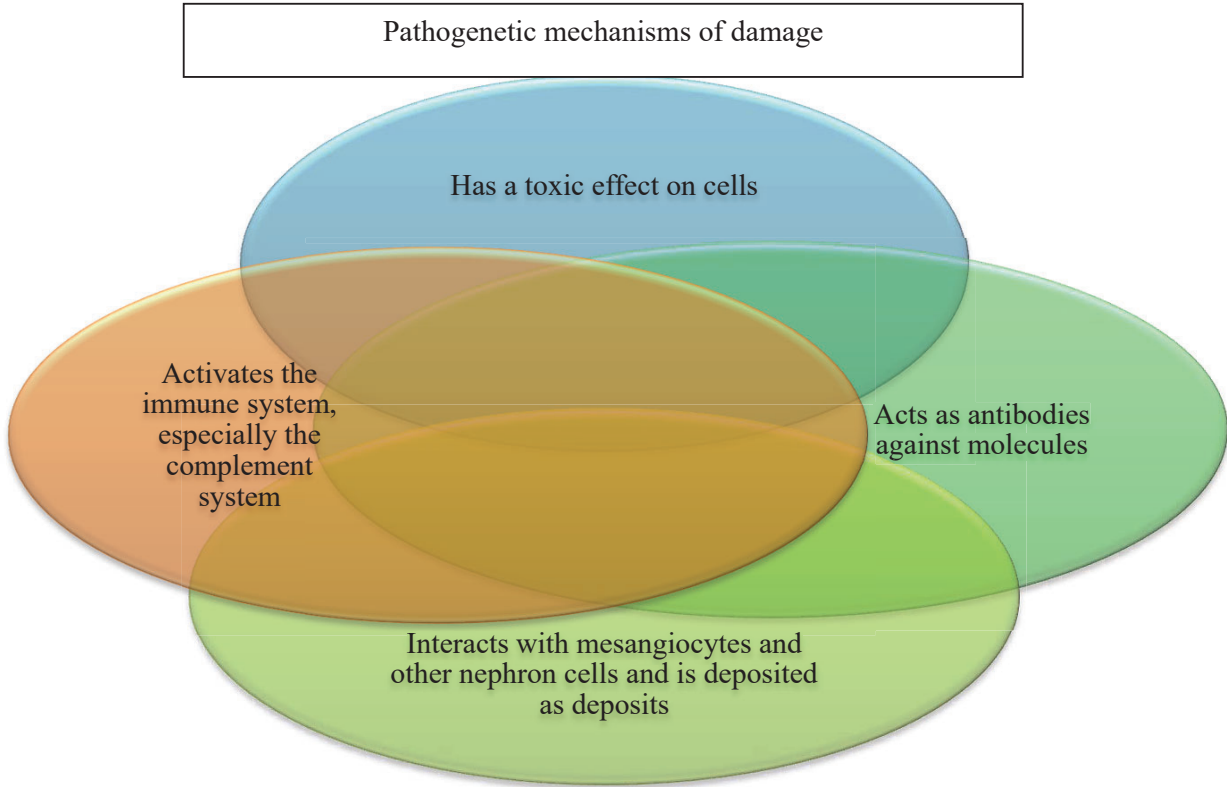 Pathogenetic mechanisms of damage
Has a toxic effect on cells
Activates the
immune system,
especially the
complement
system
Acts as antibodies
against molecules
Interacts with mesangiocytes and
other nephron cells and is deposited
as deposits